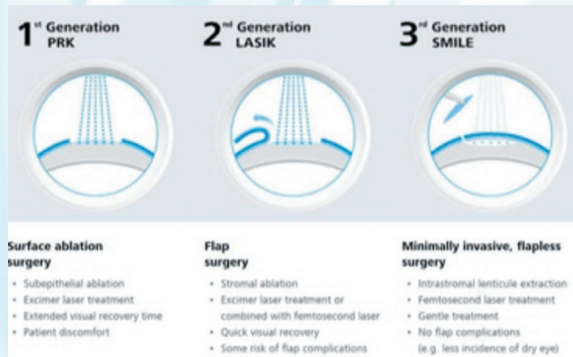 1st Generation
PRK
2nd Generation
LASIK
3rd Generation
SMILE
Surface ablation
surgery
• Subepithelial ablation
• Excimer laser treatment
• Extended visual recovery time
• Patient discomfort
Flap
surgery
• Stromal ablation
• Excimer laser treatment or
combined with femtosecond laser
• Quick visual recovery
• Some risk of flap complications
Minimally invasive, flapless
surgery
• Intrastromal lenticule extraction
• Femtosecond laser treatment
• Gentle treatment
• No flap complications
(e.g. less incidence of dry eye)